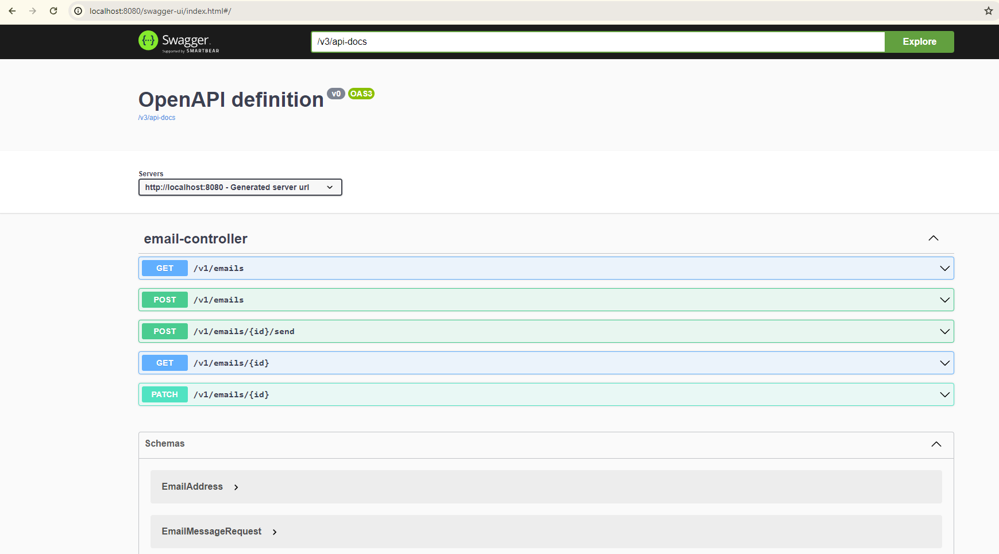 localhost:8080/swagger-ui/index.html#/
{···} Swagger
Supported by SMARTBEAR
/v3/api-docs
Explore
OpenAPI definition v0 OAS3
/v3/api-docs
Servers
http://localhost:8080 - Generated server url
email-controller
GET /v1/emails
POST /v1/emails
POST /v1/emails/{id}/send
GET /v1/emails/{id}
PATCH /v1/emails/{id}
Schemas
EmailAddress
EmailMessageRequest